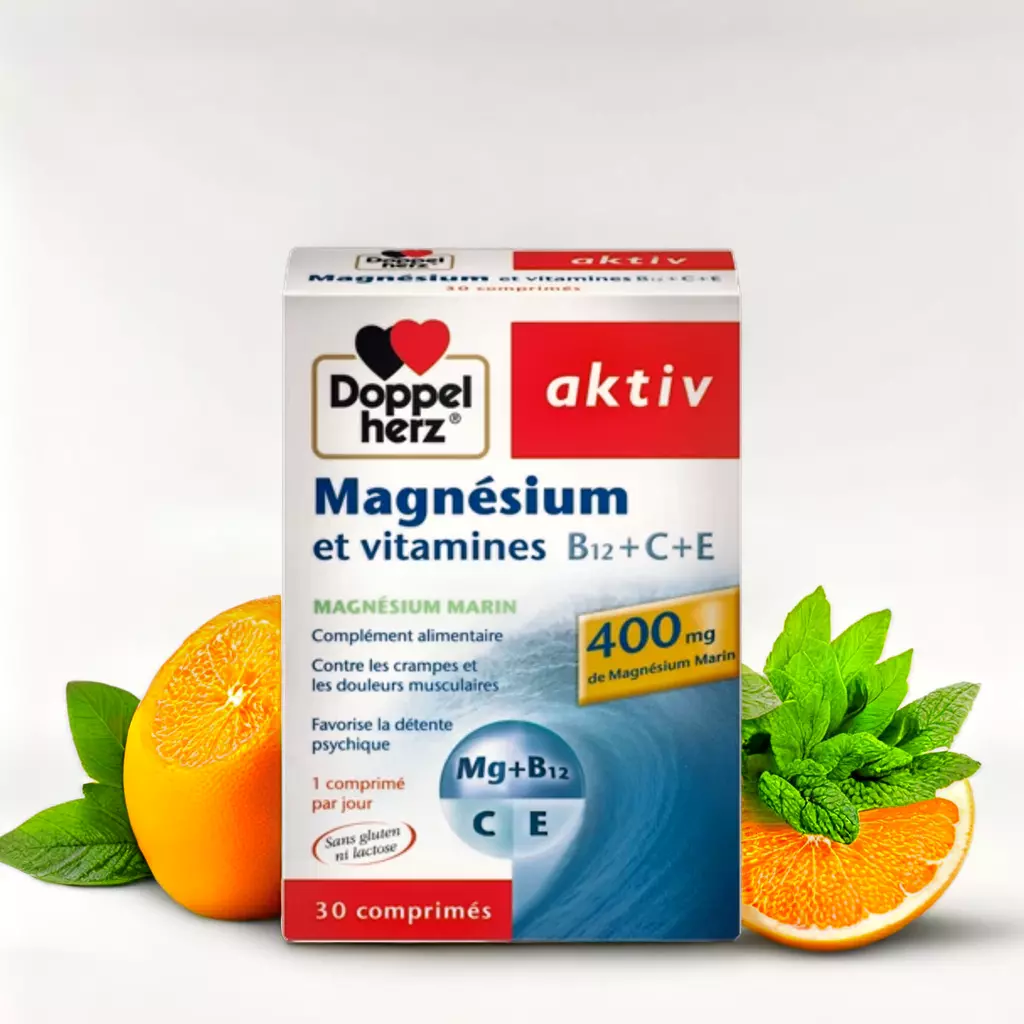 Doppel
herz®
aktiv
Magnésium et vitamines B12+C+E
30 comprimés
Doppel
herz®
aktiv
Magnésium
et vitamines B12+C+E
MAGNÉSIUM MARIN
Complément alimentaire
400 mg
de Magnésium Marin
Contre les crampes et
les douleurs musculaires
Favorise la détente
psychique
Mg+B12
C E
1 comprimé
par jour
Sans gluten
ni lactose
30 comprimés